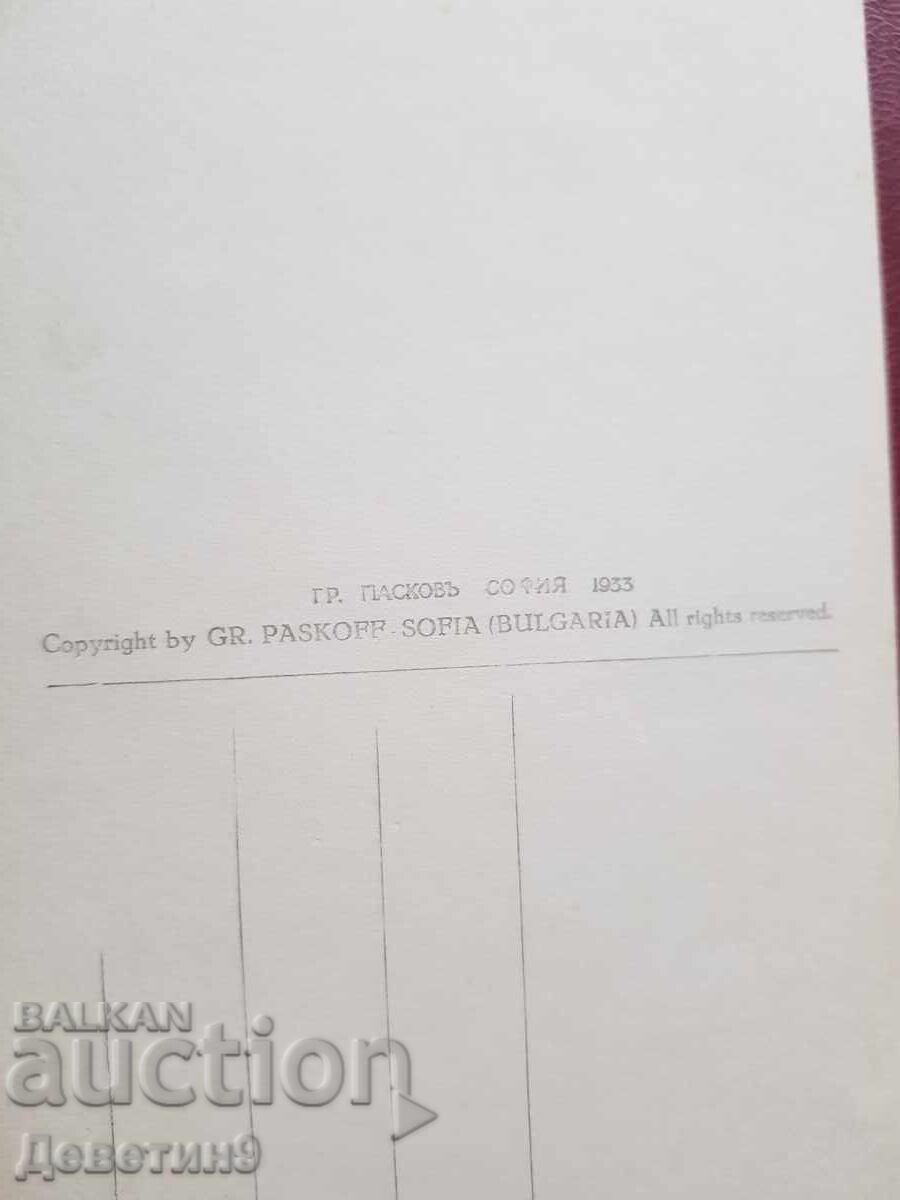 ГР. ПАСКОВЪ СОФИЯ 1933
Copyright by GR. PASKOFF - SOFIA (BULGARIA) All rights reserved.
BALKAN
auction
Деветин9